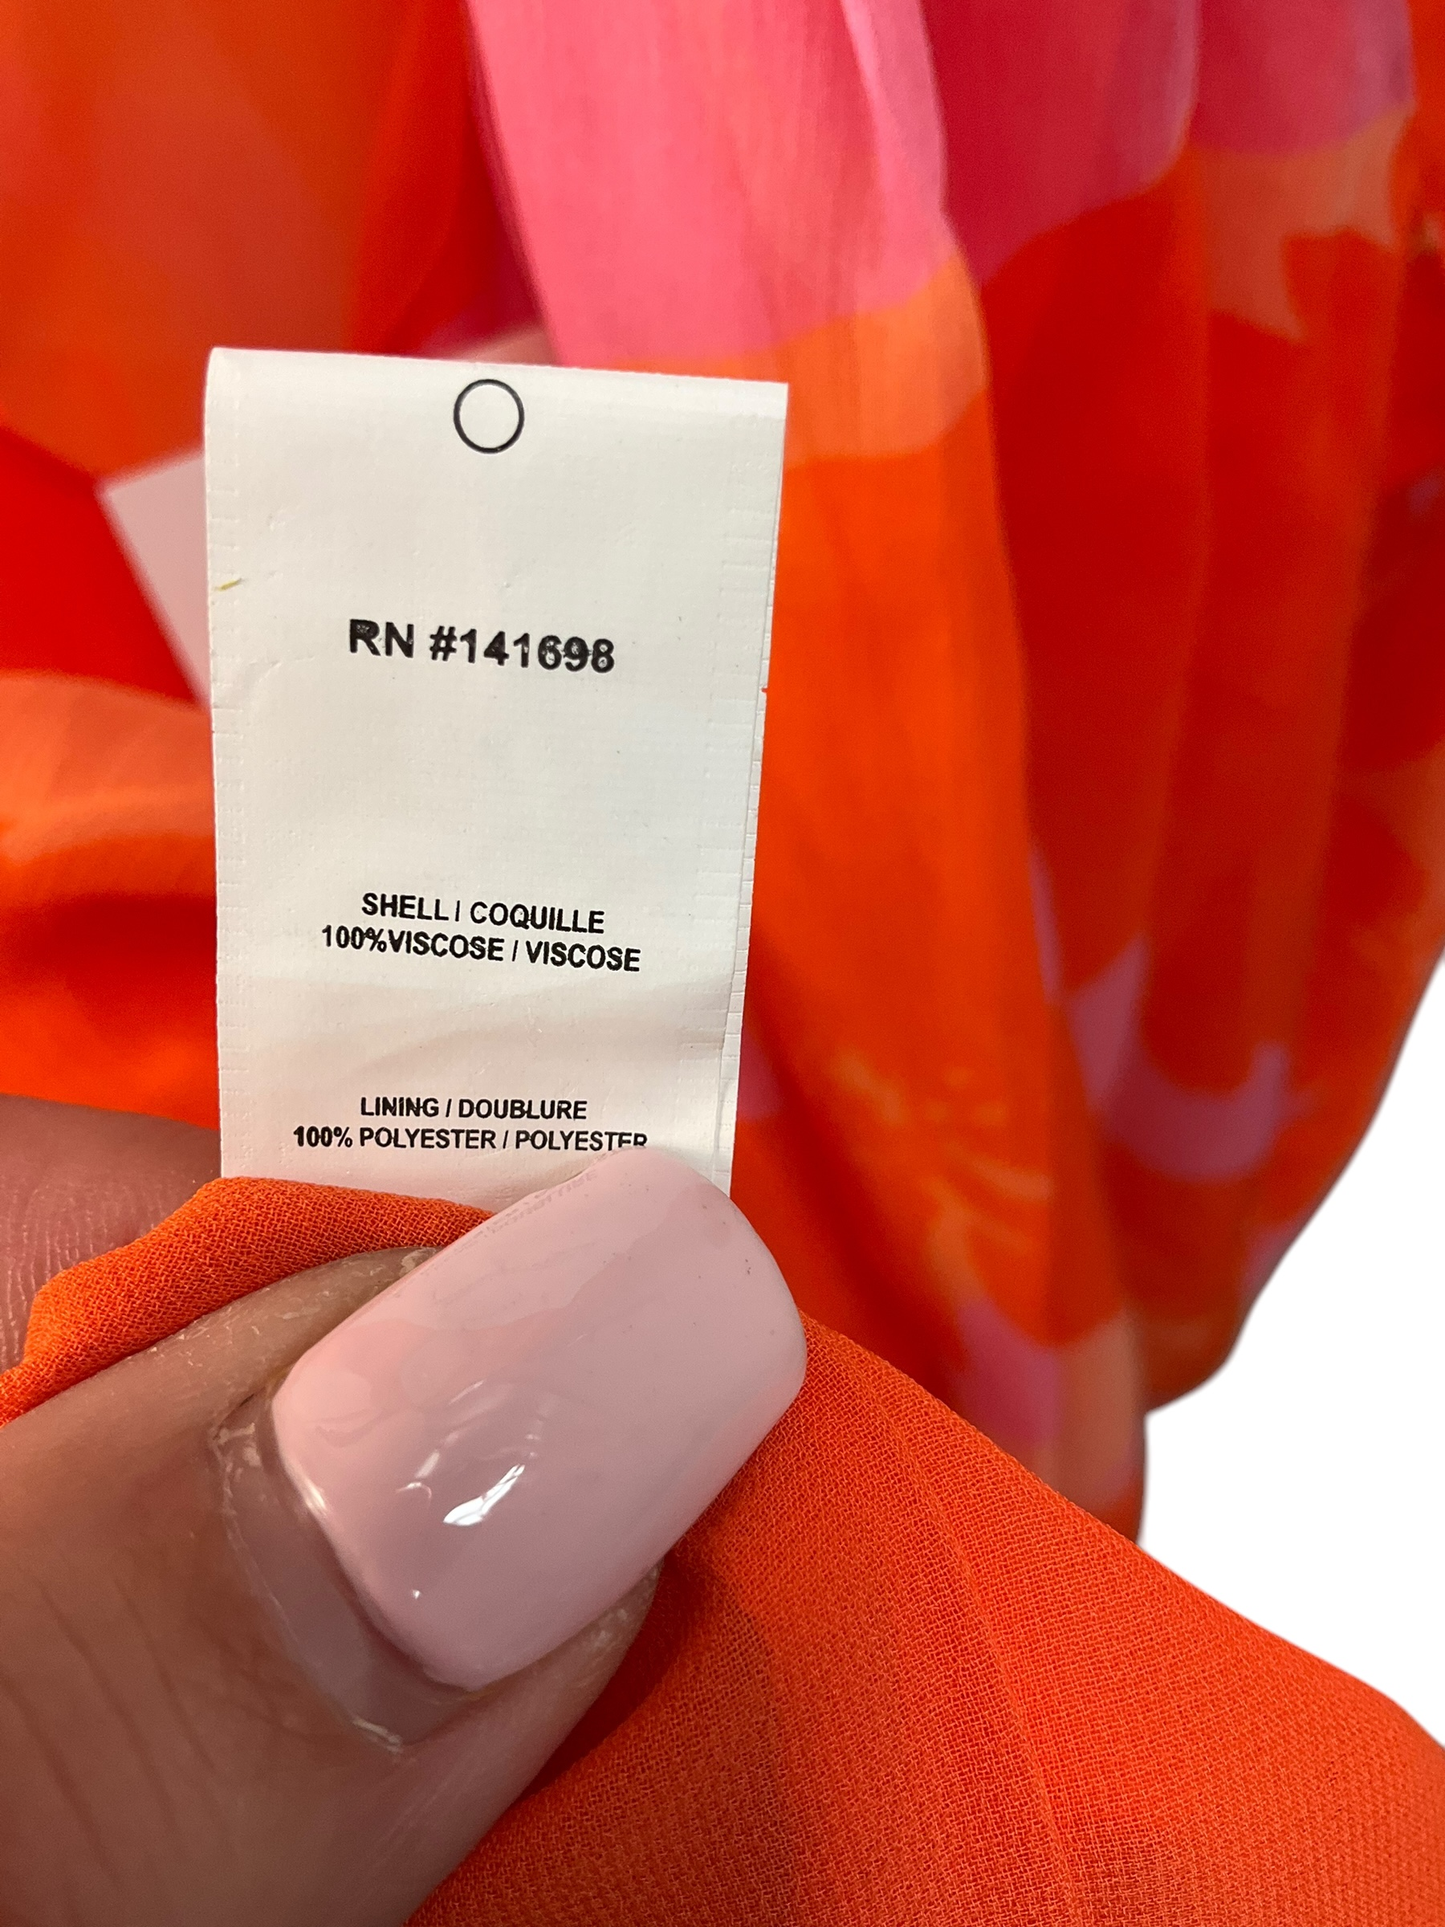 RN #141698
SHELL / COQUILLE
100%VISCOSE / VISCOSE
LINING / DOUBLURE
100% POLYESTER / POLYESTER